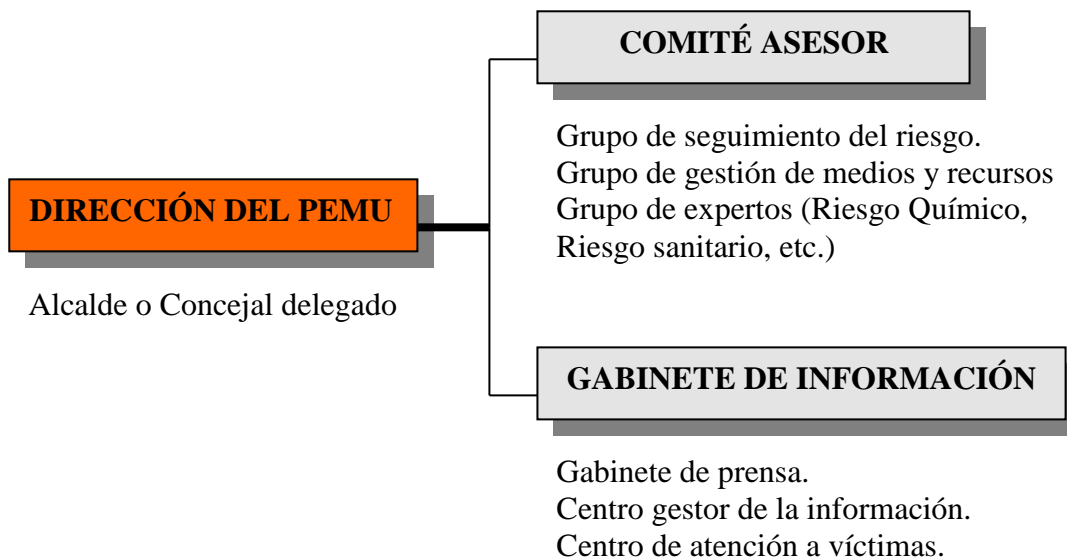 COMITÉ ASESOR
Grupo de seguimiento del riesgo.
Grupo de gestión de medios y recursos
Grupo de expertos (Riesgo Químico,
Riesgo sanitario, etc.)
DIRECCIÓN DEL PEMU
Alcalde o Concejal delegado
GABINETE DE INFORMACIÓN
Gabinete de prensa.
Centro gestor de la información.
Centro de atención a víctimas.